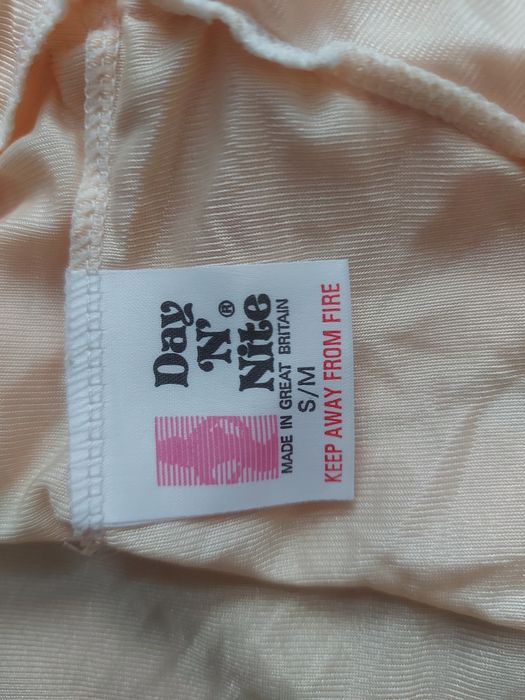 Day
'N' ®
Nite
MADE IN GREAT BRITAIN
S/M
KEEP AWAY FROM FIRE